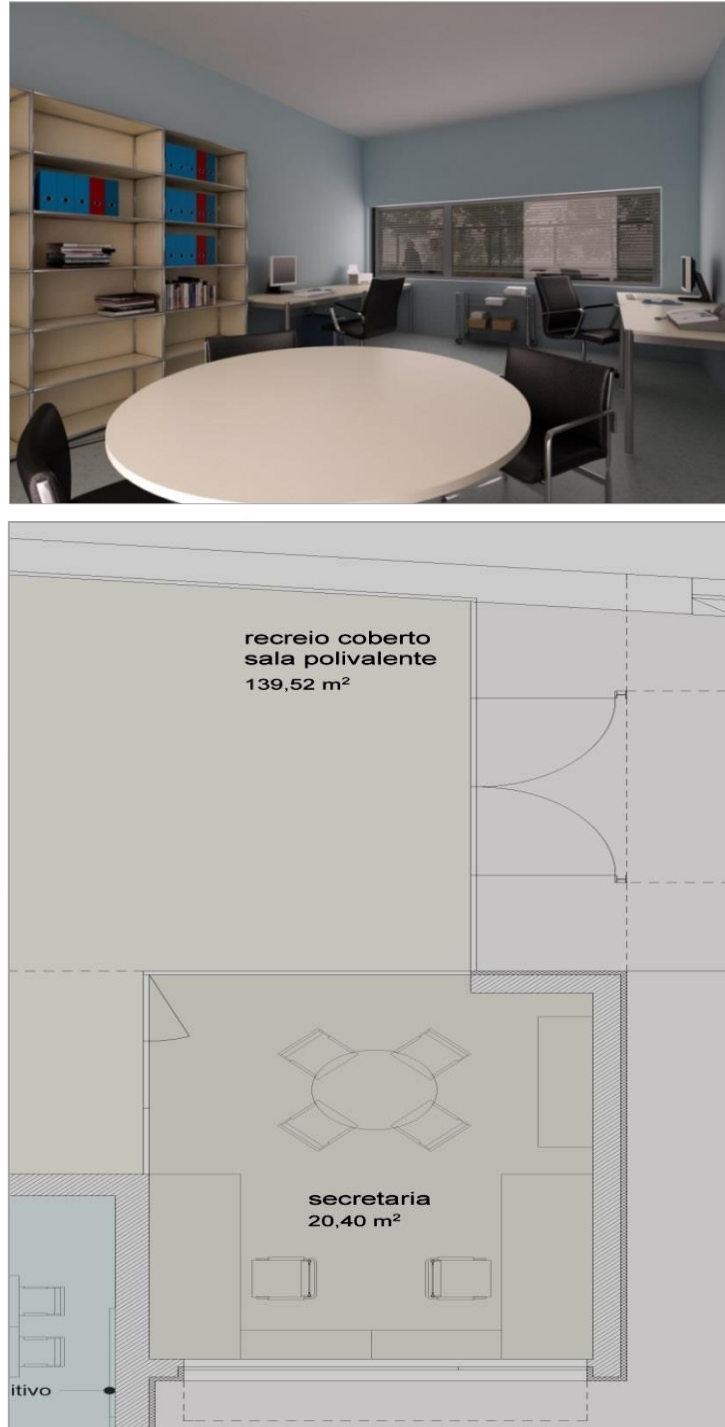 recreio coberto
sala polivalente
139,52 m²
secretaria
20,40 m²
itivo